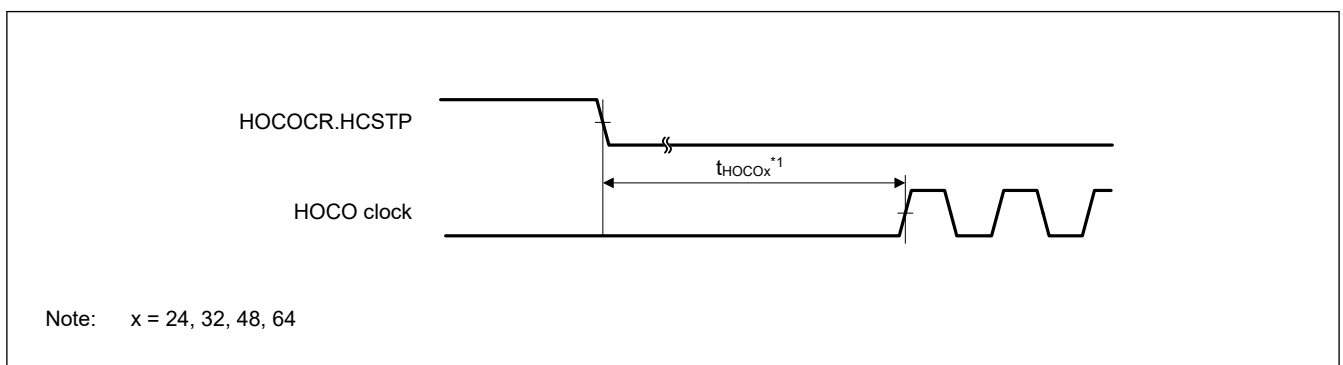 HOCOCR.HCSTP
tHOCOx*1
HOCO clock
Note: x = 24, 32, 48, 64